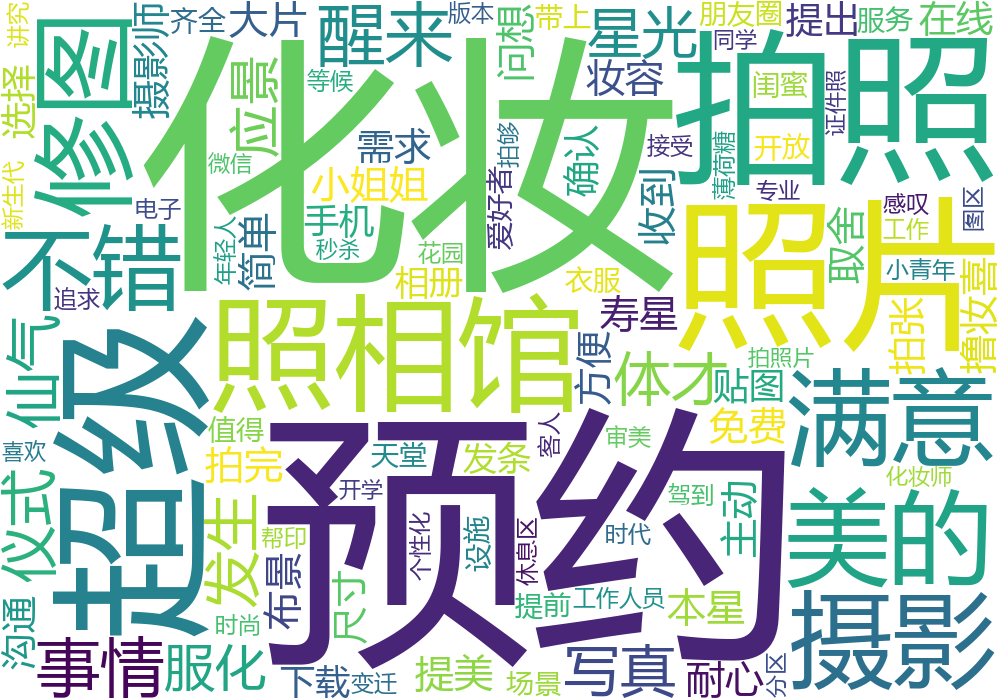 讲究
齐全
大片
醒来
版本
带上
星光
朋友圈
提出
服务
在线
选择
修图
摄影师
应景
等候
化妆
问想
妆容
同学
闺蜜
拍照
证件照
微信
需求
小姐姐
拍够
确认
接受
薄荷糖
开放
新生代
电子
年轻人
简单
手机
秒杀
爱好者
收到
专业
取舍
感叹
工作
图区
不错
追求
花园
相册
衣服
照片
小青年
撸妆喜
仙气
超级
照相馆
寿星
方便
体才
拍照片
贴图
拍张
满意
喜欢
值得
拍完
天堂
发条
客人
审美
免费
化妆师
仪式
发生
开学
帮印
预约
个性化
设施
休息区
时代
驾到
主动
美的
沟通
时尚
布景
尺寸
提前
工作人员
本星
摄影
事情
服化
下载
变迁
提美
场景
写真
耐心
分区